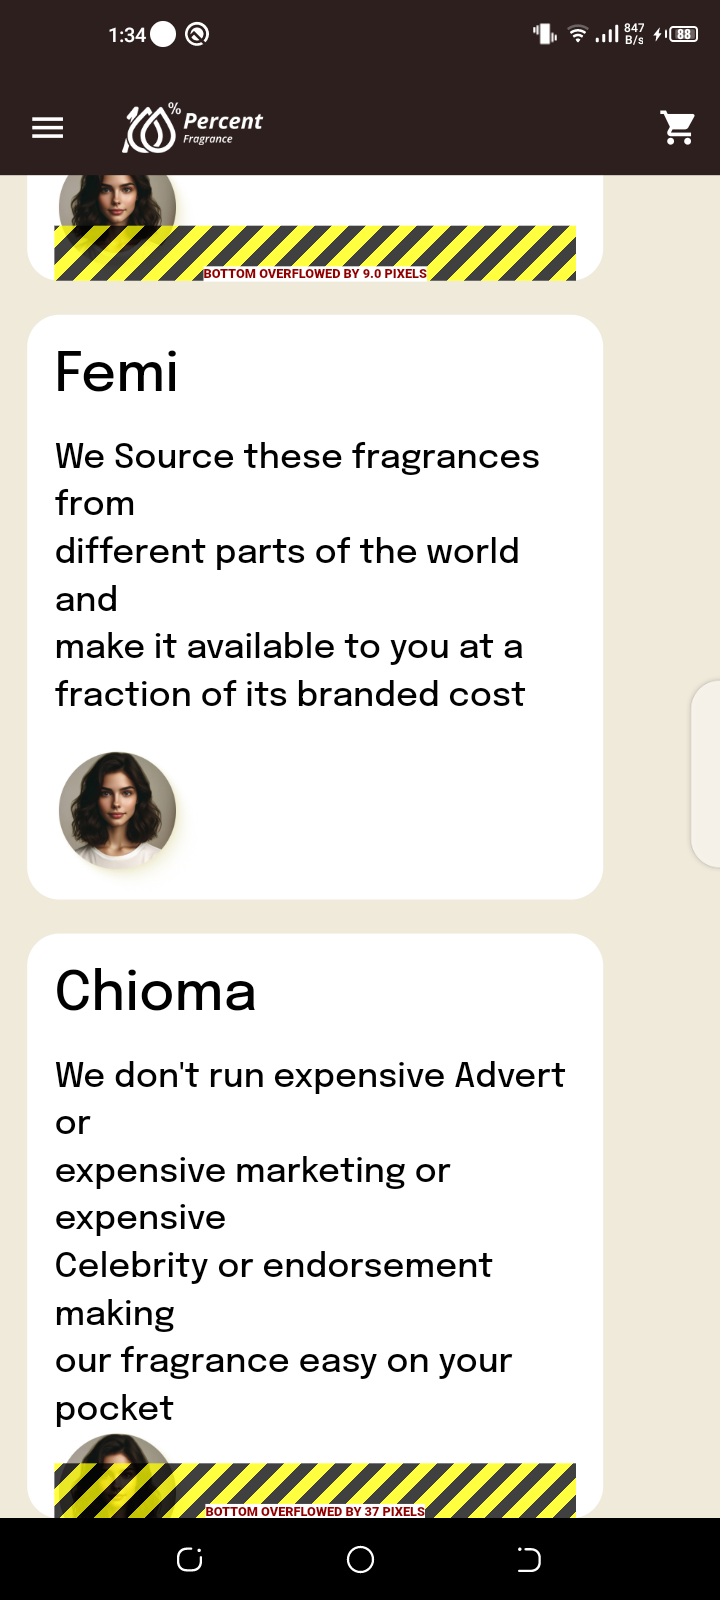 1:34
847
B/s
88
100% Percent
Fragrance
BOTTOM OVERFLOWED BY 9.0 PIXELS
Femi
We Source these fragrances
from
different parts of the world
and
make it available to you at a
fraction of its branded cost
Chioma
We don't run expensive Advert
or
expensive marketing or
expensive
Celebrity or endorsement
making
our fragrance easy on your
pocket
BOTTOM OVERFLOWED BY 37 PIXELS